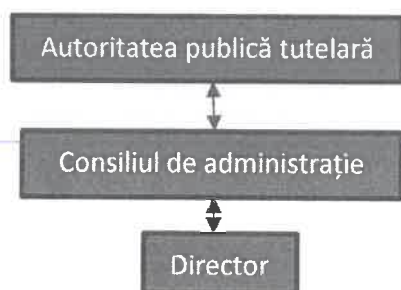 Autoritatea publică tutelară
Consiliul de administrație
Director